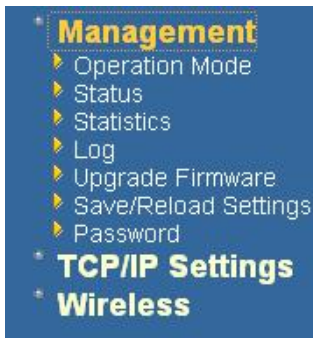 Management
Operation Mode
Status
Statistics
Log
Upgrade Firmware
Save/Reload Settings
Password
TCP/IP Settings
Wireless